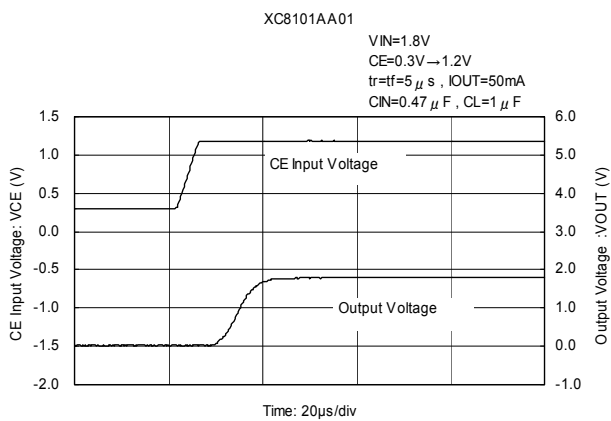 XC8101AA01
VIN=1.8V
CE=0.3V→1.2V
tr=tf=5μs , IOUT=50mA
CIN=0.47μF , CL=1μF
1.5
1.0
0.5
0.0
-0.5
-1.0
-1.5
-2.0
CE Input Voltage: VCE (V)
CE Input Voltage
Output Voltage
6.0
5.0
4.0
3.0
2.0
1.0
0.0
-1.0
Output Voltage :VOUT (V)
Time: 20μs/div